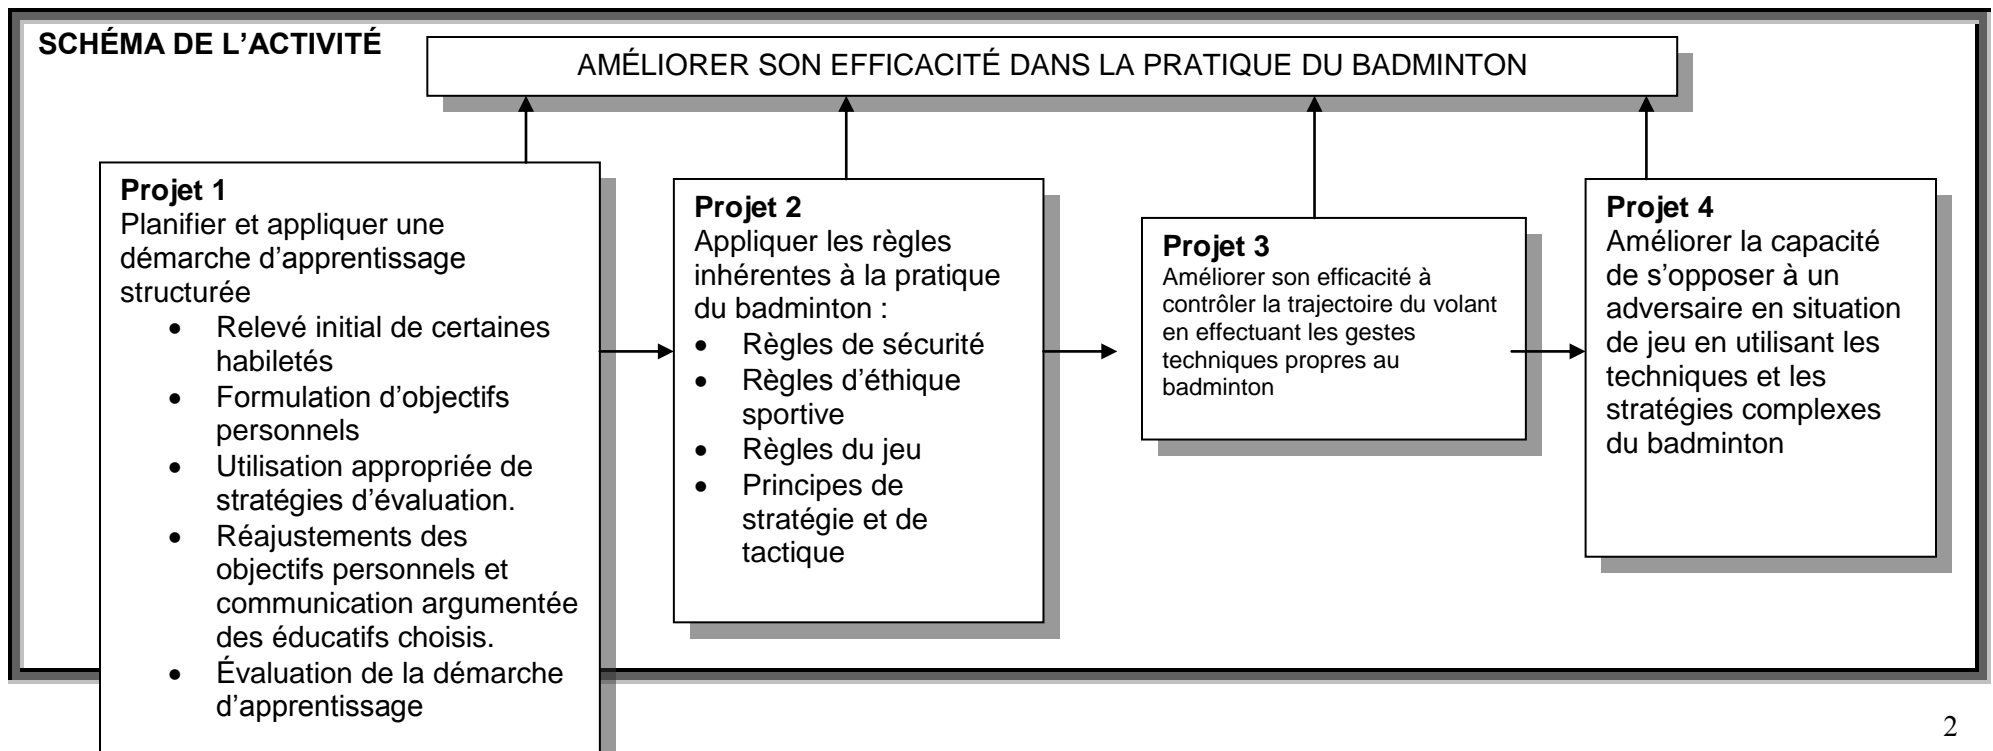 SCHÉMA DE L’ACTIVITÉ
AMÉLIORER SON EFFICACITÉ DANS LA PRATIQUE DU BADMINTON
Projet 1
Planifier et appliquer une
démarche d’apprentissage
structurée
• Relevé initial de certaines
habiletés
• Formulation d’objectifs
personnels
• Utilisation appropriée de
stratégies d’évaluation.
• Réajustements des
objectifs personnels et
communication argumentée
des éducatifs choisis.
• Évaluation de la démarche
d’apprentissage
Projet 2
Appliquer les règles
inhérentes à la pratique
du badminton :
• Règles de sécurité
• Règles d’éthique
sportive
• Règles du jeu
• Principes de
stratégie et de
tactique
Projet 3
Améliorer son efficacité à
contrôler la trajectoire du volant
en effectuant les gestes
techniques propres au
badminton
Projet 4
Améliorer la capacité
de s’opposer à un
adversaire en situation
de jeu en utilisant les
techniques et les
stratégies complexes
du badminton
2